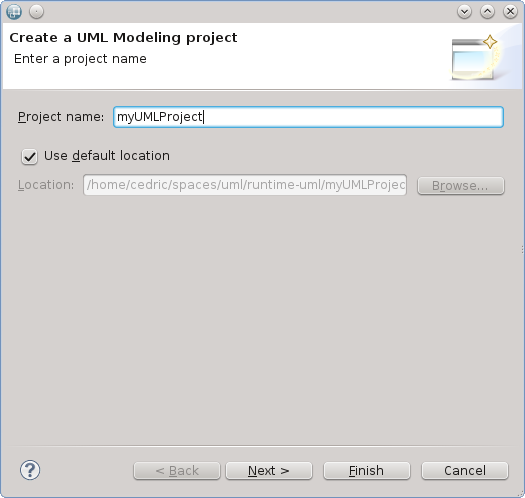 Create a UML Modeling project
Enter a project name
Project name: myUMLProject
Use default location
Location: /home/cedric/spaces/uml/runtime-uml/myUMLProjec
Browse...
< Back
Next >
Finish
Cancel